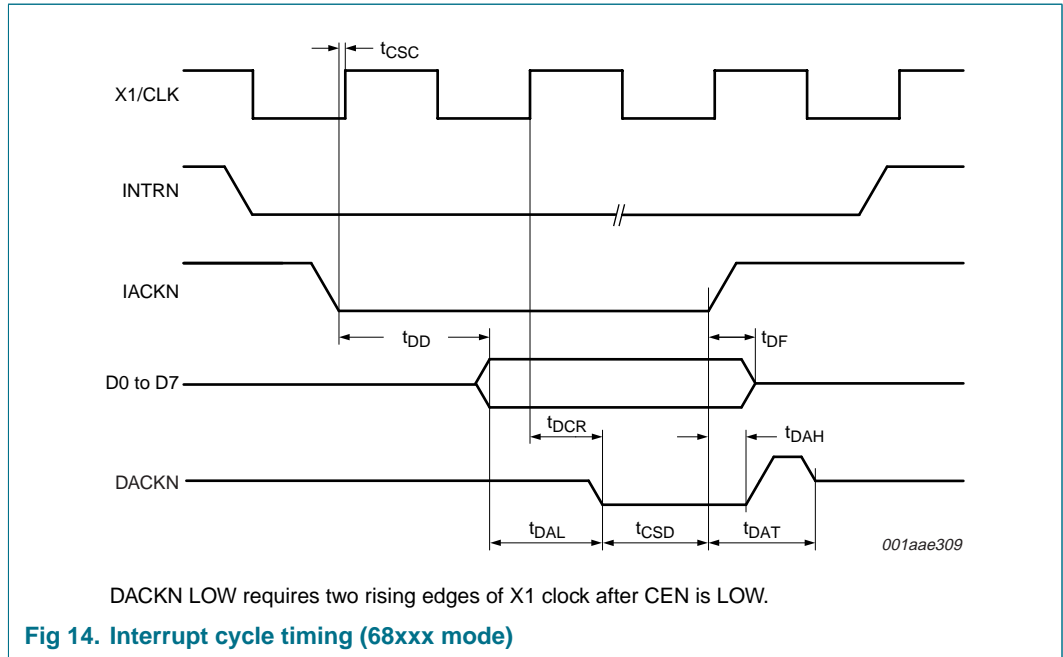 tCSC
X1/CLK
INTRN
IACKN
tDD
tDF
D0 to D7
tDCR
tDAH
DACKN
tDAL
tCSD
tDAT
001aae309
DACKN LOW requires two rising edges of X1 clock after CEN is LOW.
Fig 14. Interrupt cycle timing (68xxx mode)